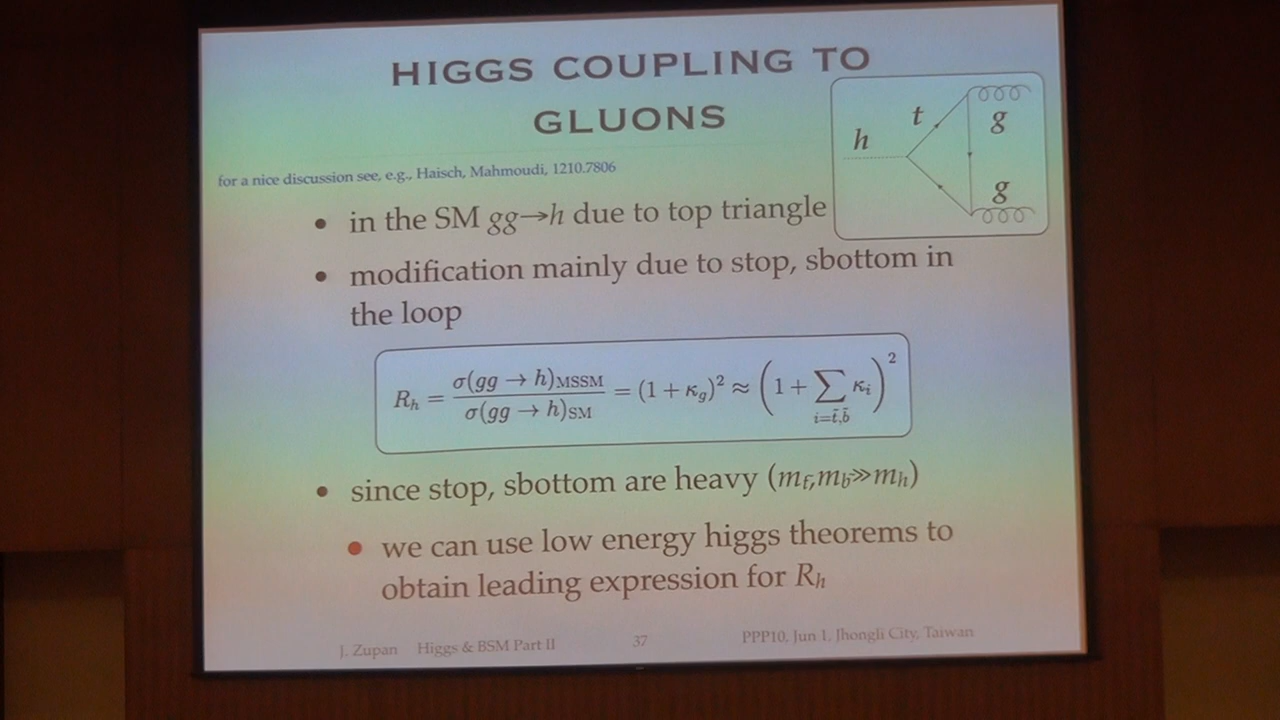 HIGGS COUPLING TO
GLUONS
h
t
g
g
for a nice discussion see, e.g., Haisch, Mahmoudi, 1210.7806
• in the SM gg→h due to top triangle
• modification mainly due to stop, sbottom in
the loop
R_h = σ(gg → h)_MSSM / σ(gg → h)_SM = (1 + κ_g)² ≈ (1 + ∑_{i=t̃,b̃} κ_i)²
• since stop, sbottom are heavy (m_t̃,m_b̃≫m_h)
• we can use low energy higgs theorems to
obtain leading expression for R_h
J. Zupan Higgs & BSM Part II 37 PPP10, Jun 1, Jhongli City, Taiwan